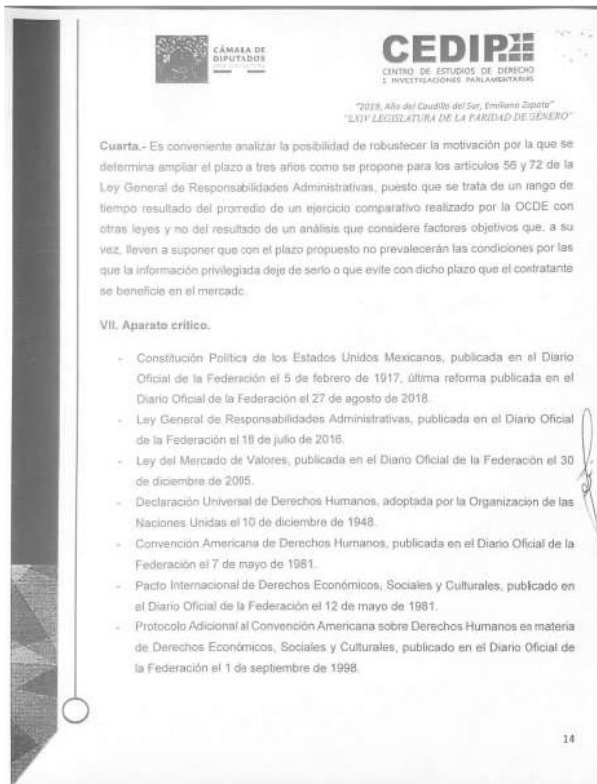 CÁMARA DE
DIPUTADOS
CEDIP
CENTRO DE ESTUDIOS DE DERECHO
E INVESTIGACIONES PARLAMENTARIAS
"2019, Año del Caudillo del Sur, Emiliano Zapata"
"LXIV LEGISLATURA DE LA PARIDAD DE GÉNERO"
Cuarta.- Es conveniente analizar la posibilidad de robustecer la motivación por la que se
determina ampliar el plazo a tres años como se propone para los artículos 56 y 72 de la
Ley General de Responsabilidades Administrativas, puesto que se trata de un rango de
tiempo resultado del promedio de un ejercicio comparativo realizado por la OCDE con
otras leyes y no del resultado de un análisis que considere factores objetivos que, a su
vez, lleven a suponer que con el plazo propuesto no prevalecerán las condiciones por las
que la información privilegiada deje de serlo o que evite con dicho plazo que el contratante
se beneficie en el mercado.
VII. Aparato crítico.
- Constitución Política de los Estados Unidos Mexicanos, publicada en el Diario
Oficial de la Federación el 5 de febrero de 1917, última reforma publicada en el
Diario Oficial de la Federación el 27 de agosto de 2018.
- Ley General de Responsabilidades Administrativas, publicada en el Diario Oficial
de la Federación el 18 de julio de 2016.
- Ley del Mercado de Valores, publicada en el Diario Oficial de la Federación el 30
de diciembre de 2005.
- Declaración Universal de Derechos Humanos, adoptada por la Organización de las
Naciones Unidas el 10 de diciembre de 1948.
- Convención Americana de Derechos Humanos, publicada en el Diario Oficial de la
Federación el 7 de mayo de 1981.
- Pacto Internacional de Derechos Económicos, Sociales y Culturales, publicado en
el Diario Oficial de la Federación el 12 de mayo de 1981.
- Protocolo Adicional al Convención Americana sobre Derechos Humanos en materia
de Derechos Económicos, Sociales y Culturales, publicado en el Diario Oficial de
la Federación el 1 de septiembre de 1998.
14